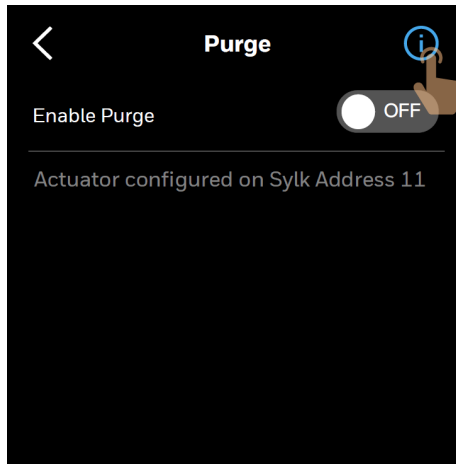 Purge
Enable Purge
OFF
Actuator configured on Sylk Address 11